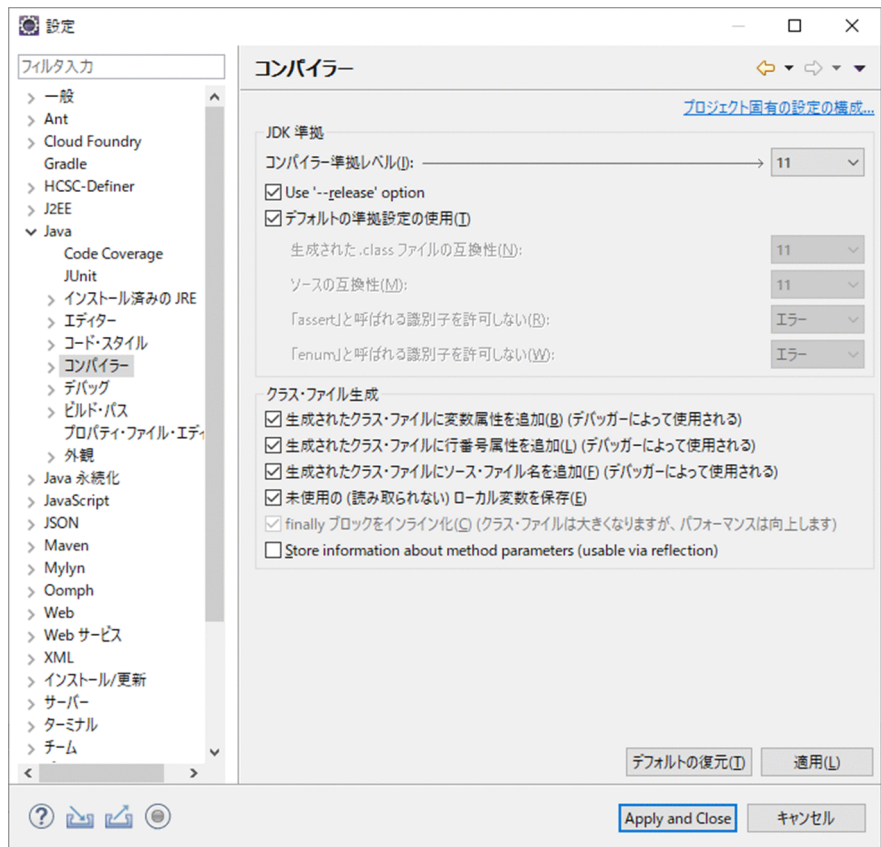 設定
フィルタ入力
一般
Ant
Cloud Foundry
Gradle
HCSC-Definer
J2EE
Java
Code Coverage
JUnit
インストール済みの JRE
エディター
コード・スタイル
コンパイラー
デバッグ
ビルド・パス
プロパティ・ファイル・エディ
外観
Java 永続化
JavaScript
JSON
Maven
Mylyn
Oomph
Web
Web サービス
XML
インストール/更新
サーバー
ターミナル
チーム
コンパイラー
プロジェクト固有の設定の構成...
JDK 準拠
コンパイラー準拠レベル(J): 11
Use '--release' option
デフォルトの準拠設定の使用(T)
生成された .class ファイルの互換性(N): 11
ソースの互換性(M): 11
「assert」と呼ばれる識別子を許可しない(R): エラー
「enum」と呼ばれる識別子を許可しない(W): エラー
クラス・ファイル生成
生成されたクラス・ファイルに変数属性を追加(B) (デバッガーによって使用される)
生成されたクラス・ファイルに行番号属性を追加(L) (デバッガーによって使用される)
生成されたクラス・ファイルにソース・ファイル名を追加(F) (デバッガーによって使用される)
未使用の (読み取られない) ローカル変数を保存(E)
finally ブロックをインライン化(C) (クラス・ファイルは大きくなりますが、パフォーマンスは向上します)
Store information about method parameters (usable via reflection)
デフォルトの復元(T) 適用(L)
Apply and Close キャンセル